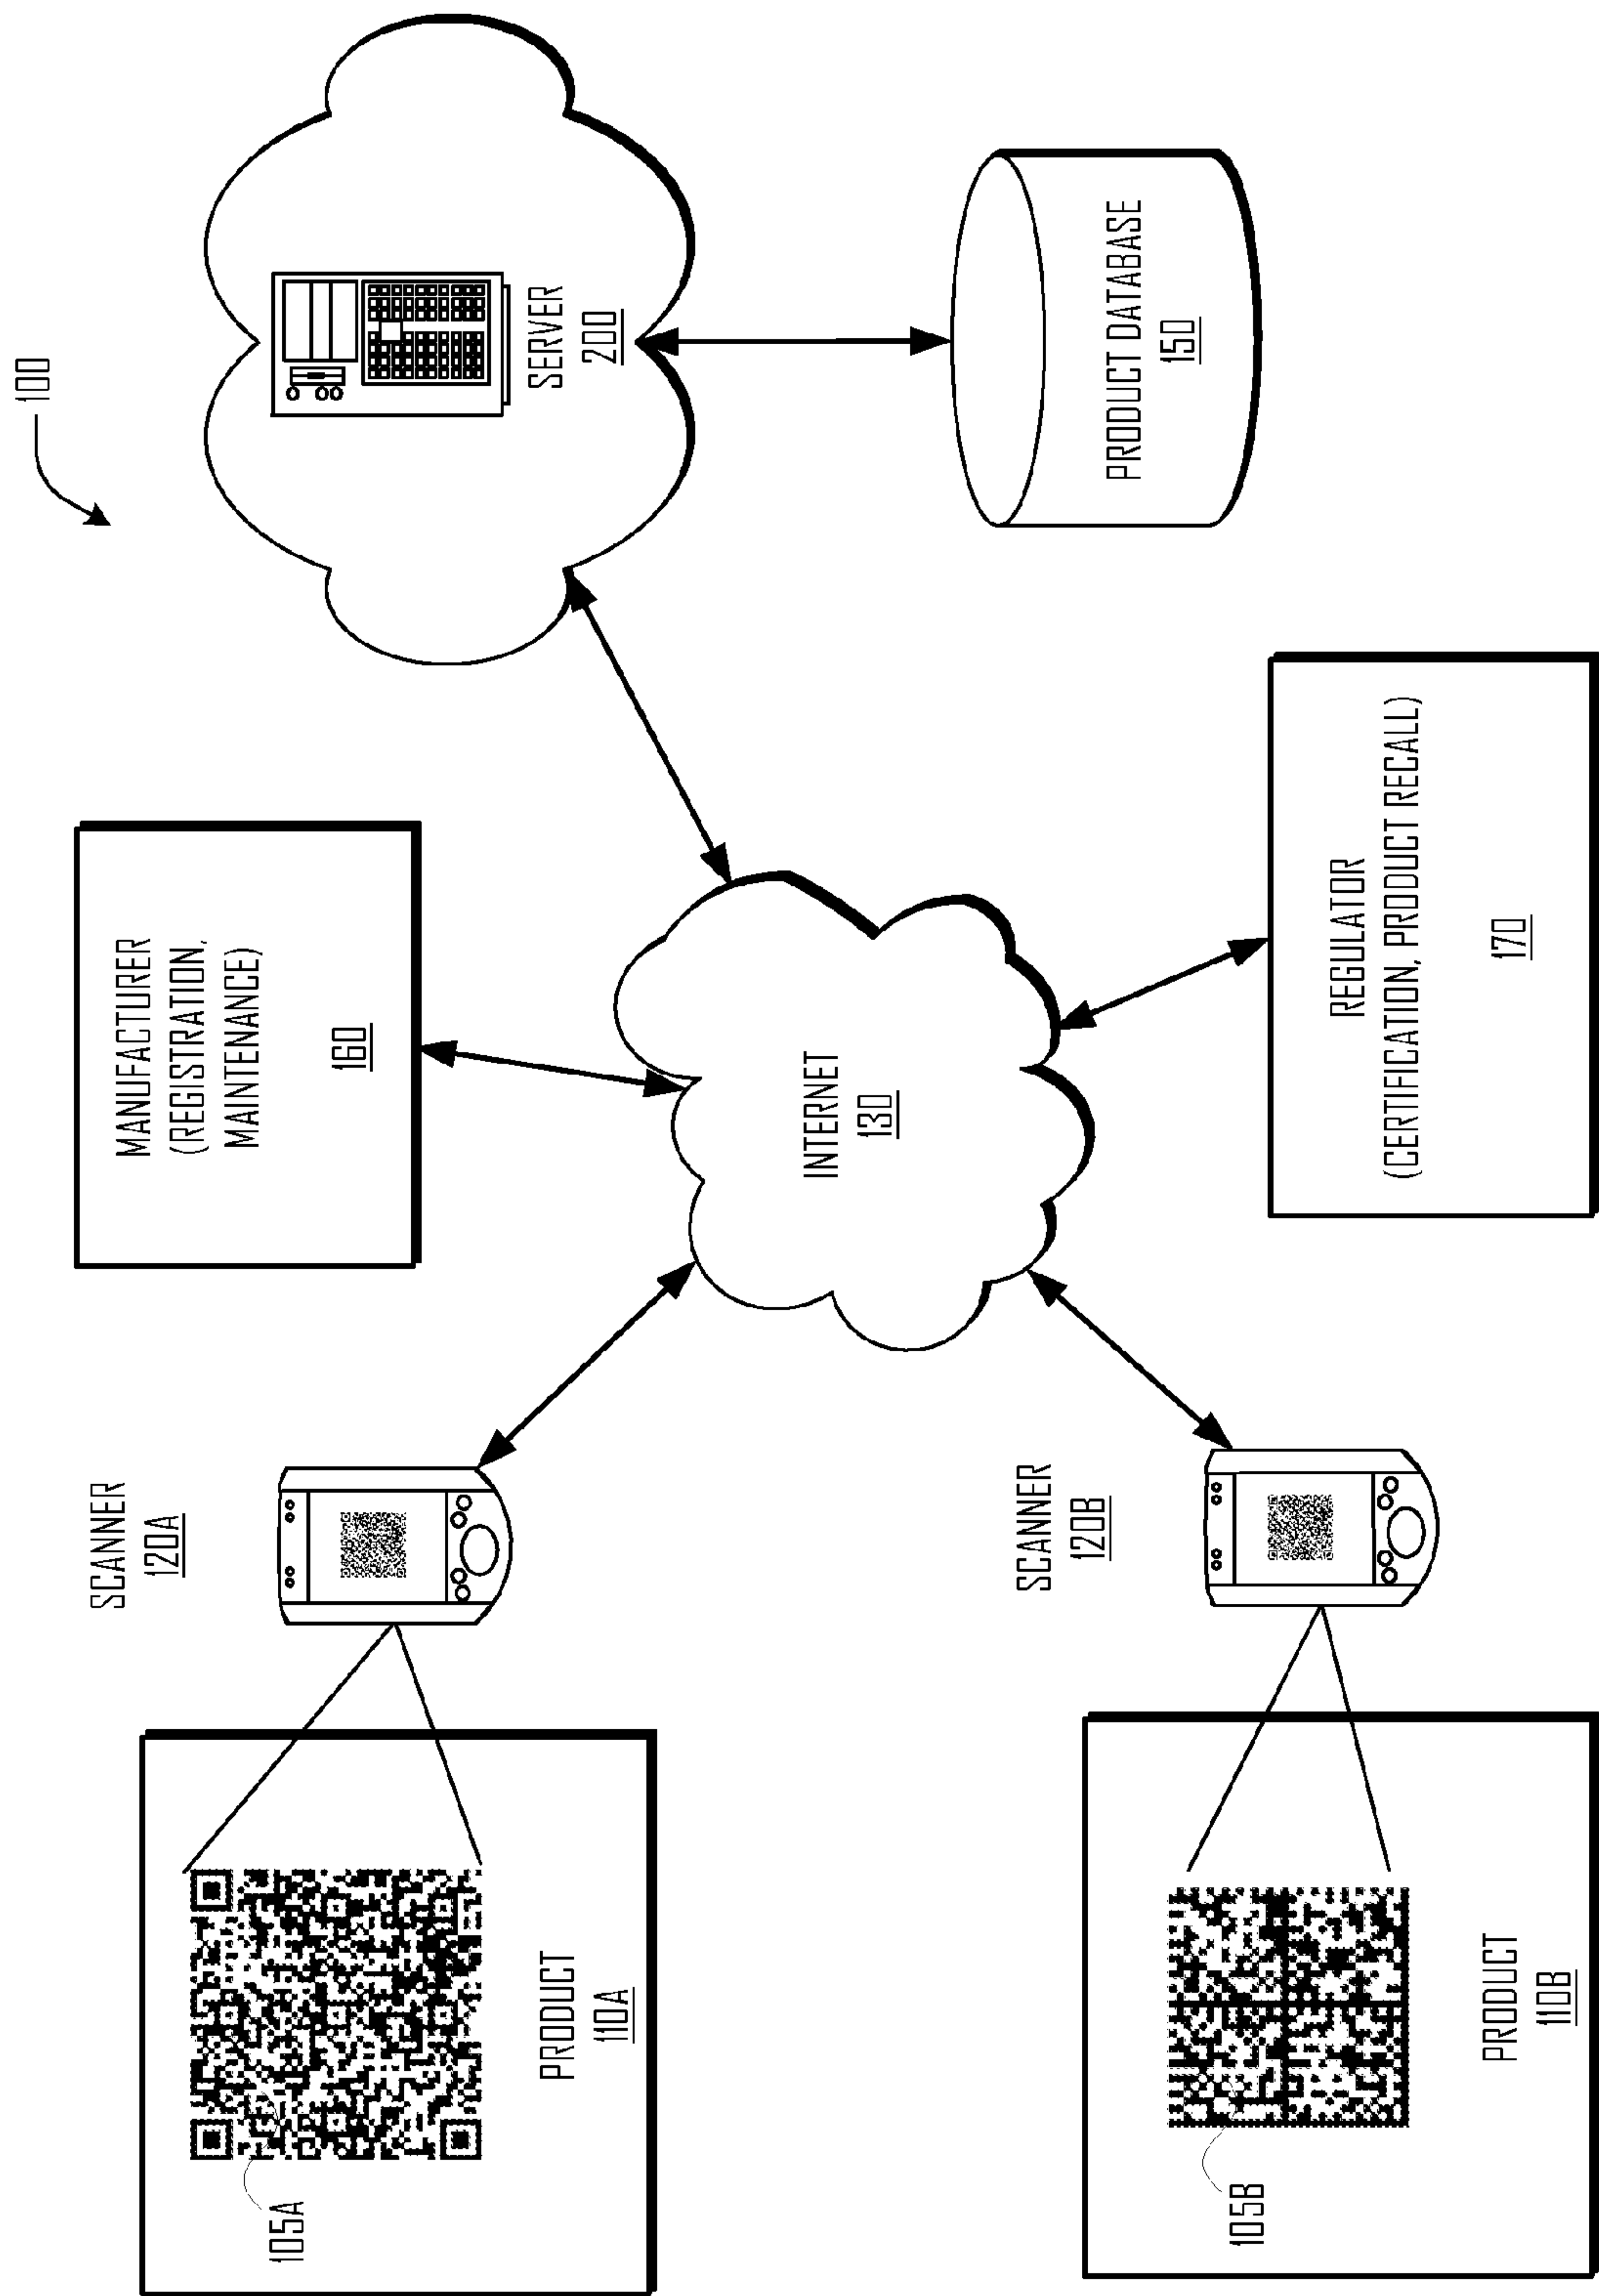 100
SCANNER
120A
MANUFACTURER
(REGISTRATION,
MAINTENANCE)
160
SERVER
200
105A
PRODUCT
110A
INTERNET
130
PRODUCT DATABASE
150
SCANNER
120B
105B
PRODUCT
110B
REGULATOR
(CERTIFICATION, PRODUCT RECALL)
170